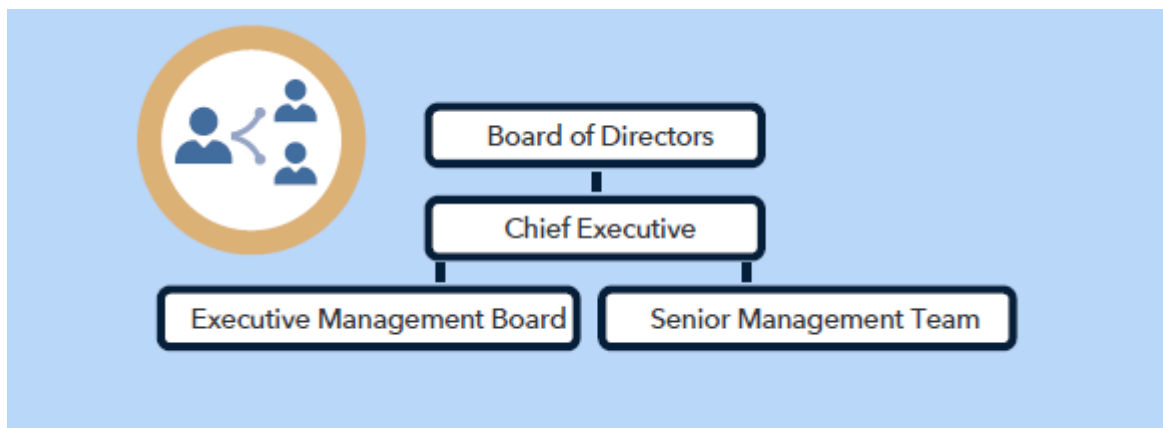 Board of Directors
Chief Executive
Executive Management Board
Senior Management Team